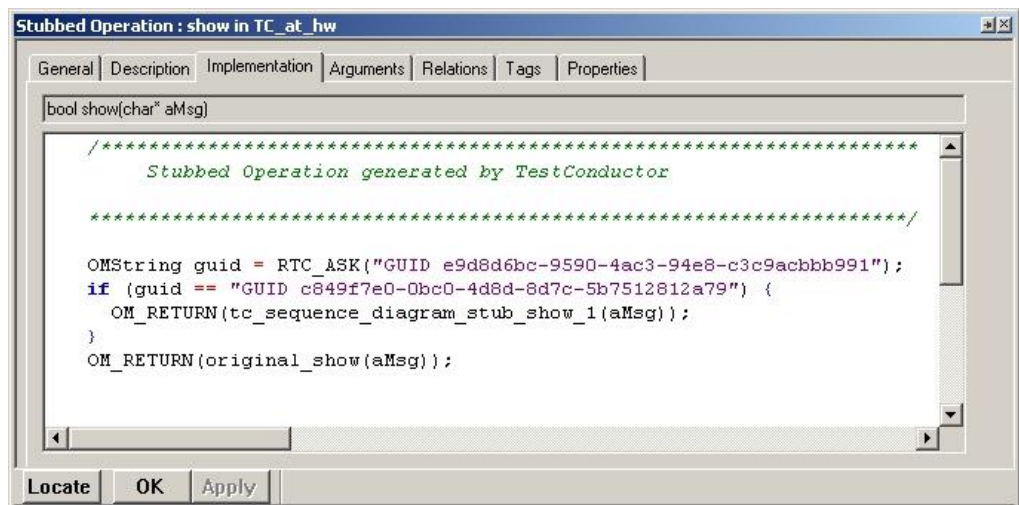 Stubbed Operation : show in TC_at_hw
General Description Implementation Arguments Relations Tags Properties
bool show(char* aMsg)
/**********************************************************************
Stubbed Operation generated by TestConductor
**********************************************************************/
OMString guid = RTC_ASK("GUID e9d8d6bc-9590-4ac3-94e8-c3c9acbbb991");
if (guid == "GUID c849f7e0-0bc0-4d8d-8d7c-5b7512812a79") {
OM_RETURN(tc_sequence_diagram_stub_show_1(aMsg));
}
OM_RETURN(original_show(aMsg));
Locate OK Apply